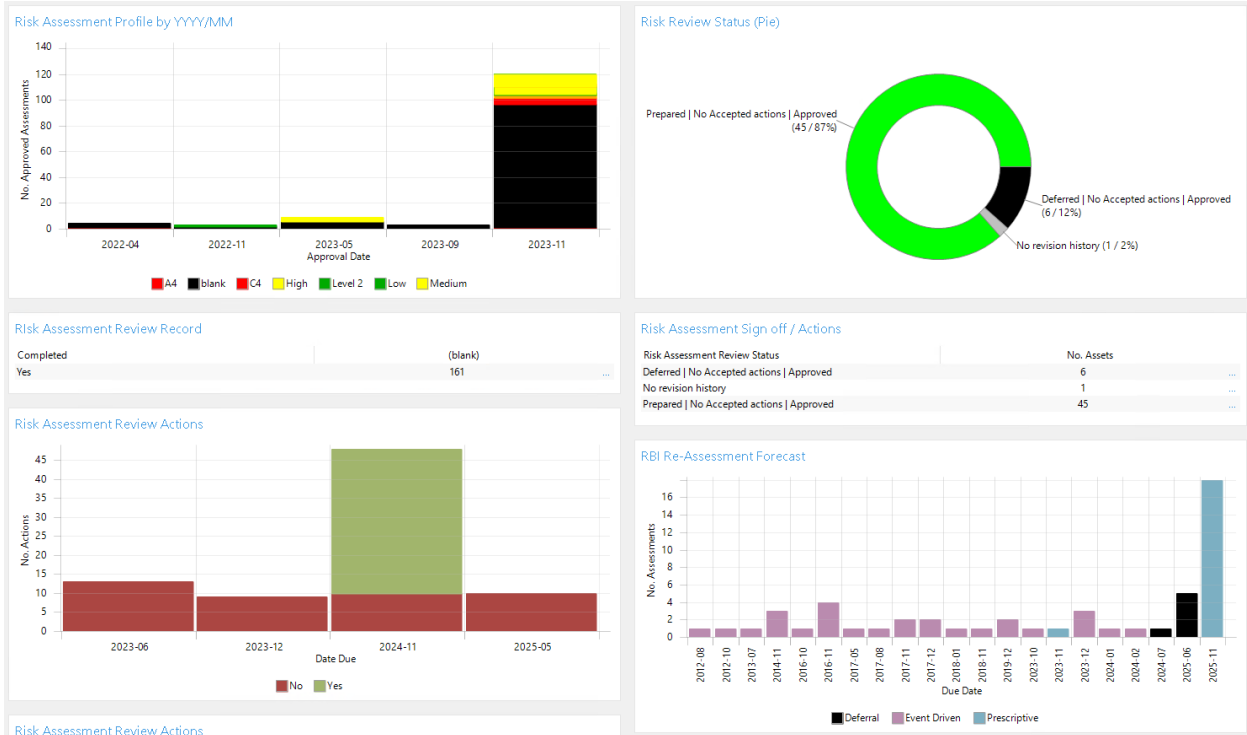 Risk Assessment Profile by YYYY/MM
140
120
100
80
60
40
20
0
No. Approved Assessments
2022-04 2022-11 2023-05 2023-09 2023-11
Approval Date
A4 blank C4 High Level 2 Low Medium
Risk Review Status (Pie)
Prepared | No Accepted actions | Approved
(45 / 87%)
Deferred | No Accepted actions | Approved
(6 / 12%)
No revision history (1 / 2%)
RIsk Assessment Review Record
Completed (blank)
Yes 161 ...
Risk Assessment Sign off / Actions
Risk Assessment Review Status No. Assets
Deferred | No Accepted actions | Approved 6 ...
No revision history 1 ...
Prepared | No Accepted actions | Approved 45 ...
Risk Assessment Review Actions
45
40
35
30
25
20
15
10
5
0
No. Actions
2023-06 2023-12 2024-11 2025-05
Date Due
No Yes
RBI Re-Assessment Forecast
16
14
12
10
8
6
4
2
0
No. Assessments
2012-08 2012-10 2013-07 2014-11 2016-10 2016-11 2017-05 2017-08 2017-11 2017-12 2018-01 2018-11 2019-12 2023-10 2023-11 2023-12 2024-01 2024-02 2024-07 2025-06 2025-11
Due Date
Deferral Event Driven Prescriptive
Risk Assessment Review Actions